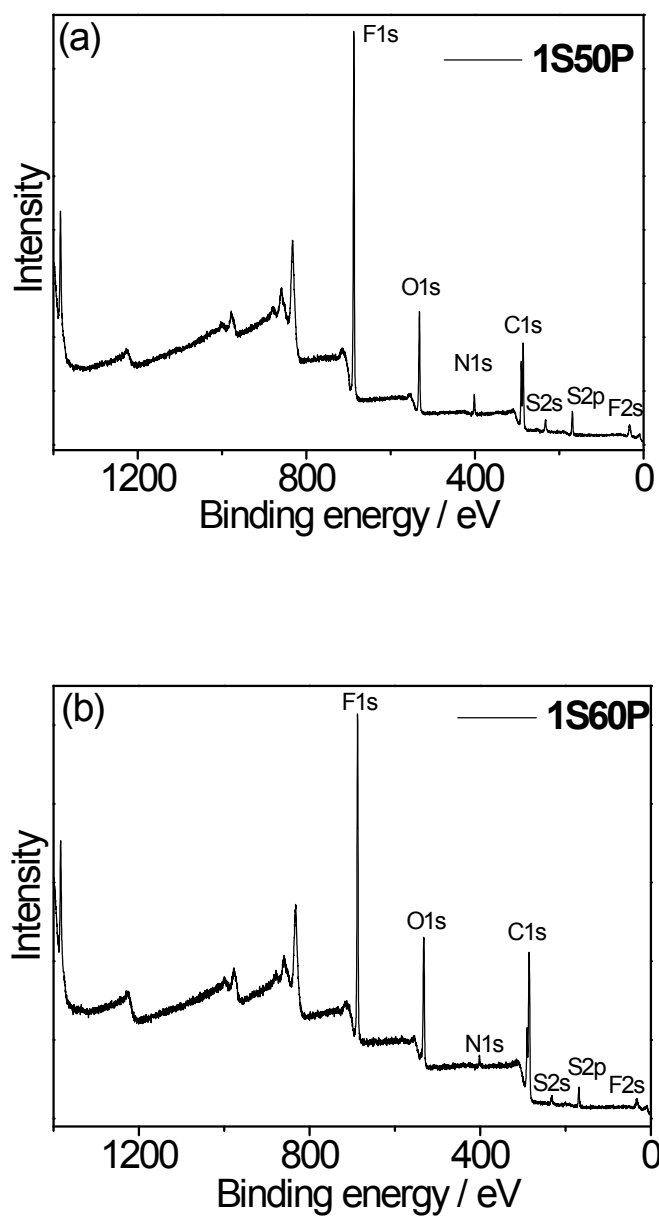 (a)
F1s
1S50P
O1s
C1s
N1s
S2s
S2p
F2s
Intensity
1200 800 400 0
Binding energy / eV
(b)
F1s
1S60P
O1s
C1s
N1s
S2s
S2p
F2s
Intensity
1200 800 400 0
Binding energy / eV